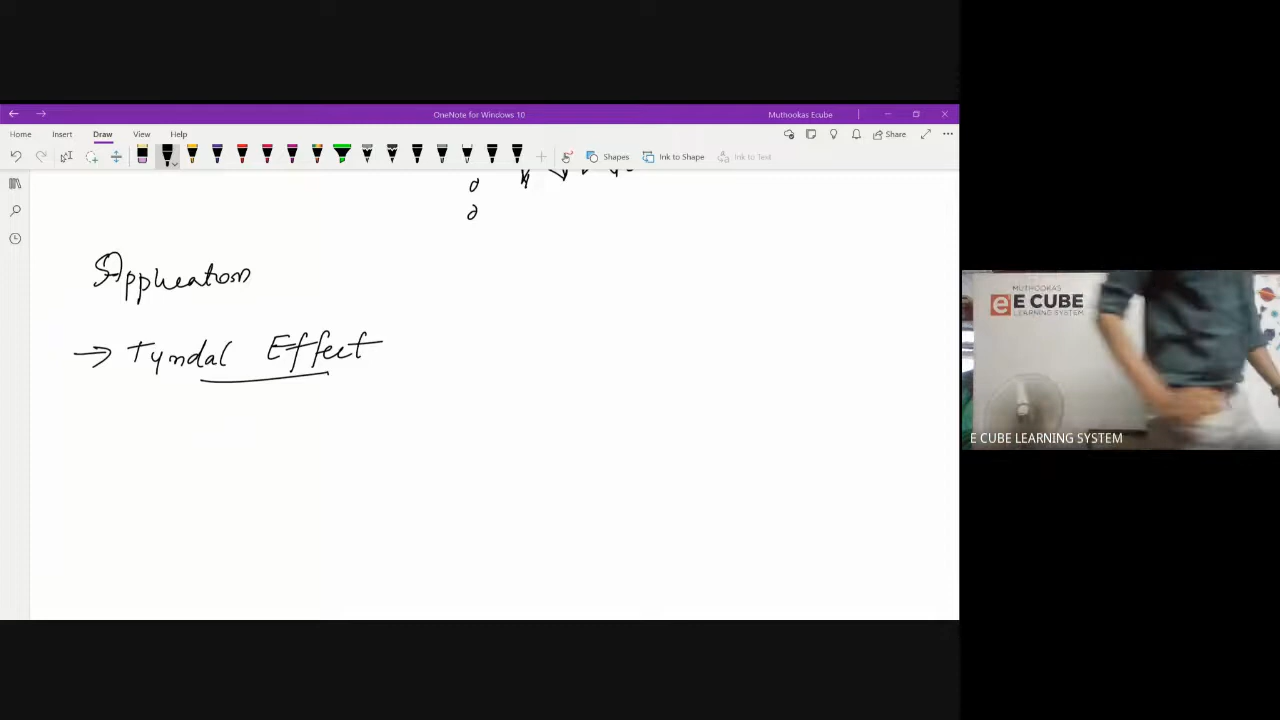 OneNote for Windows 10
Muthookas Ecube
Home Insert Draw View Help
Share
Shapes
Ink to Shape
Ink to Text
Application
→ Tyndal Effect
MUTHOOKAS
e E CUBE
LEARNING SYSTEM
E CUBE LEARNING SYSTEM